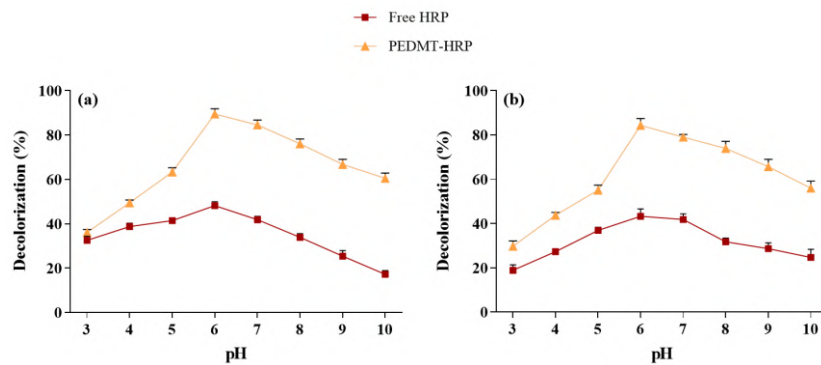 Free HRP
PEDMT-HRP
(a)
100
80
60
40
20
0
Decolorization (%)
3 4 5 6 7 8 9 10
pH
(b)
100
80
60
40
20
0
Decolorization (%)
3 4 5 6 7 8 9 10
pH